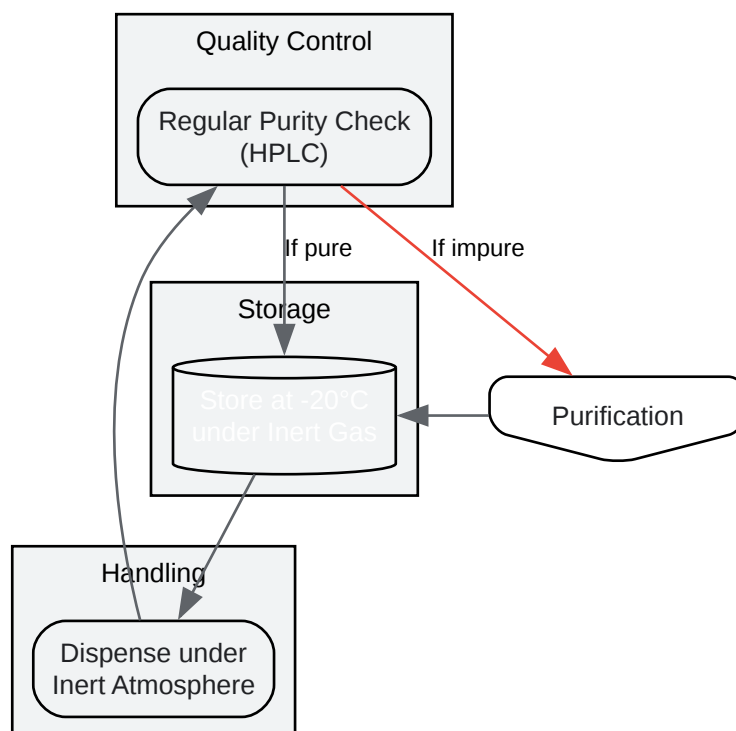 Quality Control
Regular Purity Check
(HPLC)
If pure
If impure
Storage
Store at -20°C
under Inert Gas
Purification
Handling
Dispense under
Inert Atmosphere